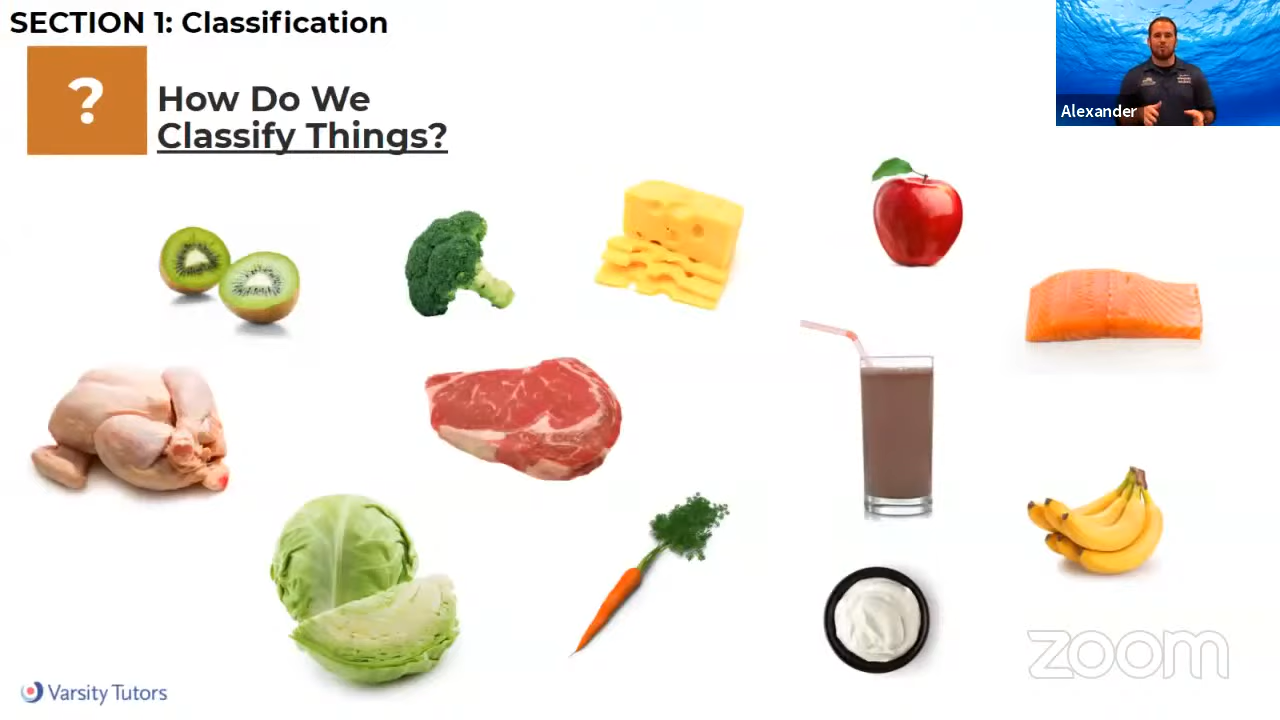 SECTION 1: Classification
?
How Do We
Classify Things?
Alexander
Varsity Tutors
zoom